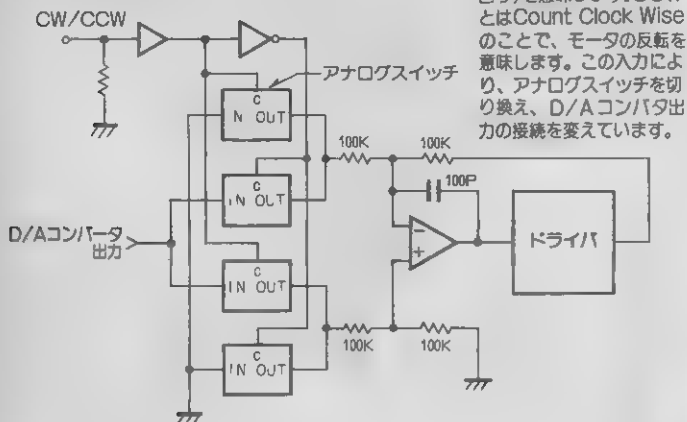 とはCount Clock Wise
のことで、モータの反転を
意味します。この入力によ
り、アナログスイッチを切
り換え、D/Aコンバタ出
力の接続を変えています。
CW/CCW
アナログスイッチ
C
N OUT
C
IN OUT
C
IN OUT
C
IN OUT
D/Aコンバータ
出力
100K
100K
100P
−
+
ドライバ
100K
100K